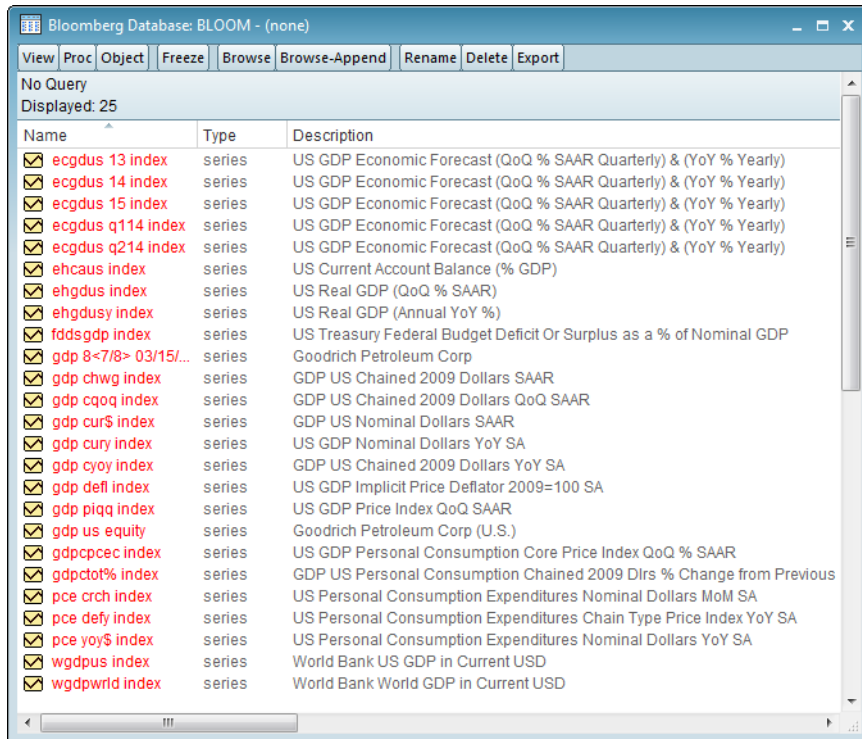 Bloomberg Database: BLOOM - (none)
View Proc Object Freeze Browse Browse-Append Rename Delete Export
No Query
Displayed: 25
Name Type Description
ecgdus 13 index series US GDP Economic Forecast (QoQ % SAAR Quarterly) & (YoY % Yearly)
ecgdus 14 index series US GDP Economic Forecast (QoQ % SAAR Quarterly) & (YoY % Yearly)
ecgdus 15 index series US GDP Economic Forecast (QoQ % SAAR Quarterly) & (YoY % Yearly)
ecgdus q114 index series US GDP Economic Forecast (QoQ % SAAR Quarterly) & (YoY % Yearly)
ecgdus q214 index series US GDP Economic Forecast (QoQ % SAAR Quarterly) & (YoY % Yearly)
ehcaus index series US Current Account Balance (% GDP)
ehgdus index series US Real GDP (QoQ % SAAR)
ehgdusy index series US Real GDP (Annual YoY %)
fddsgdp index series US Treasury Federal Budget Deficit Or Surplus as a % of Nominal GDP
gdp 8<7/8> 03/15/... series Goodrich Petroleum Corp
gdp chwg index series GDP US Chained 2009 Dollars SAAR
gdp cqoq index series GDP US Chained 2009 Dollars QoQ SAAR
gdp cur$ index series GDP US Nominal Dollars SAAR
gdp cury index series US GDP Nominal Dollars YoY SA
gdp cyoy index series GDP US Chained 2009 Dollars YoY SA
gdp defl index series US GDP Implicit Price Deflator 2009=100 SA
gdp piqq index series US GDP Price Index QoQ SAAR
gdp us equity series Goodrich Petroleum Corp (U.S.)
gdpcpcec index series US GDP Personal Consumption Core Price Index QoQ % SAAR
gdpctot% index series GDP US Personal Consumption Chained 2009 Dlrs % Change from Previous
pce crch index series US Personal Consumption Expenditures Nominal Dollars MoM SA
pce defy index series US Personal Consumption Expenditures Chain Type Price Index YoY SA
pce yoy$ index series US Personal Consumption Expenditures Nominal Dollars YoY SA
wgdpus index series World Bank US GDP in Current USD
wgdpwrld index series World Bank World GDP in Current USD